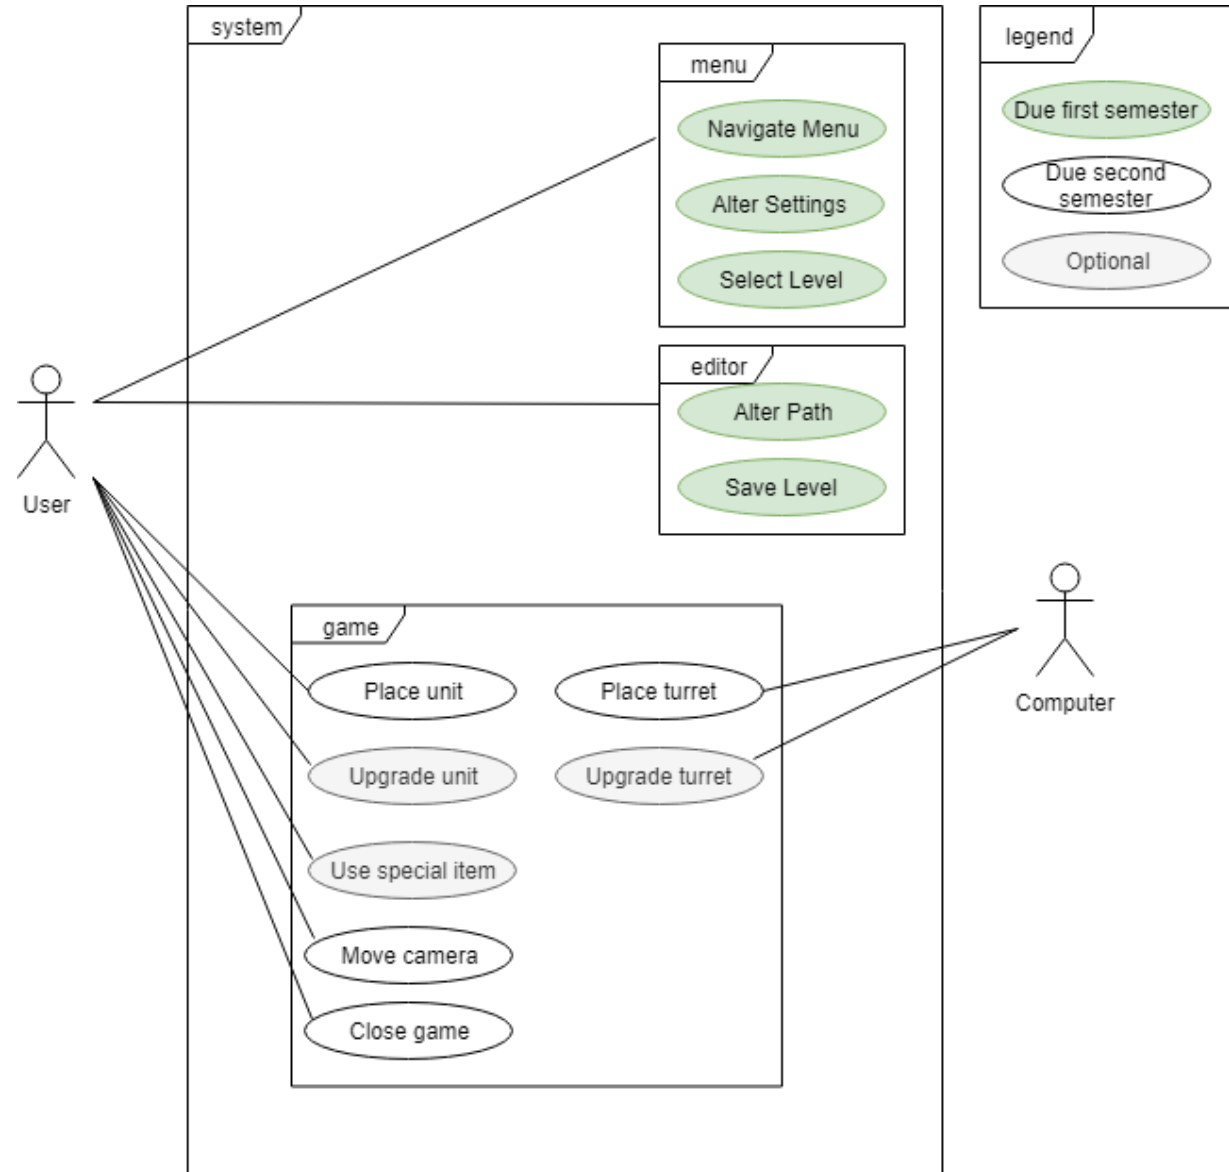 system
menu
Navigate Menu
Alter Settings
Select Level
legend
Due first semester
Due second
semester
Optional
editor
Alter Path
Save Level
User
game
Place unit
Place turret
Upgrade unit
Upgrade turret
Use special item
Move camera
Close game
Computer